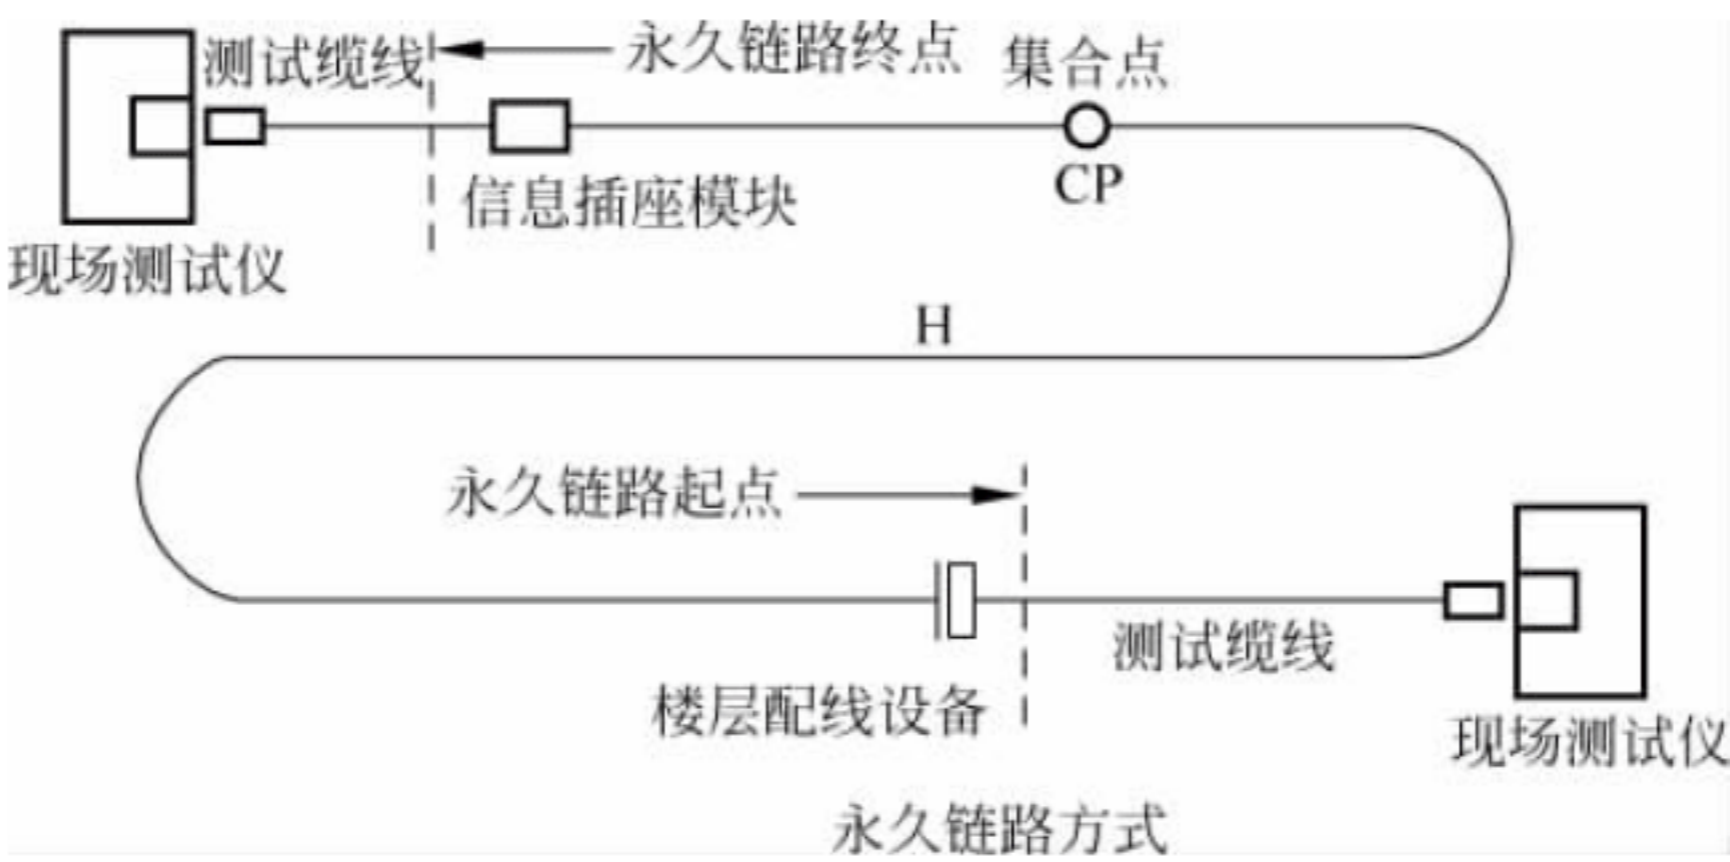 测试缆线
永久链路终点
集合点
CP
信息插座模块
现场测试仪
H
永久链路起点
测试缆线
楼层配线设备
现场测试仪
永久链路方式